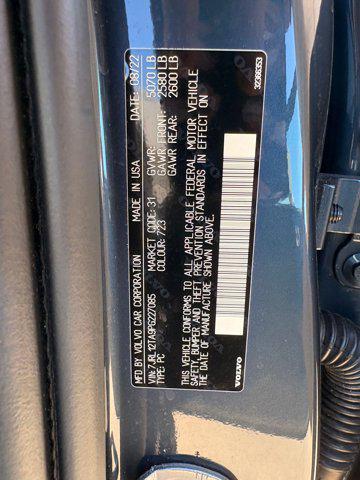 MFD BY VOLVO CAR CORPORATION MADE IN USA DATE: 08/22
VIN: 7JRL12TA9PG227085 GVWR: 5070 LB
TYPE: PC MARKET CODE: 31 GAWR FRONT: 2580 LB
COLOUR: 723 GAWR REAR: 2600 LB
THIS VEHICLE CONFORMS TO ALL APPLICABLE FEDERAL MOTOR VEHICLE
SAFETY, BUMPER AND THEFT PREVENTION STANDARDS IN EFFECT ON
THE DATE OF MANUFACTURE SHOWN ABOVE.
VOLVO
32366353